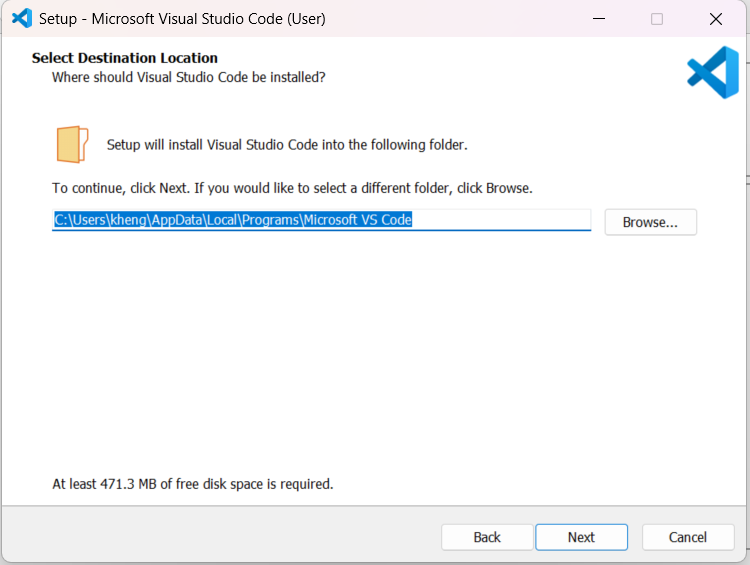 Setup - Microsoft Visual Studio Code (User)
Select Destination Location
Where should Visual Studio Code be installed?
Setup will install Visual Studio Code into the following folder.
To continue, click Next. If you would like to select a different folder, click Browse.
C:\Users\kheng\AppData\Local\Programs\Microsoft VS Code
Browse...
At least 471.3 MB of free disk space is required.
Back
Next
Cancel